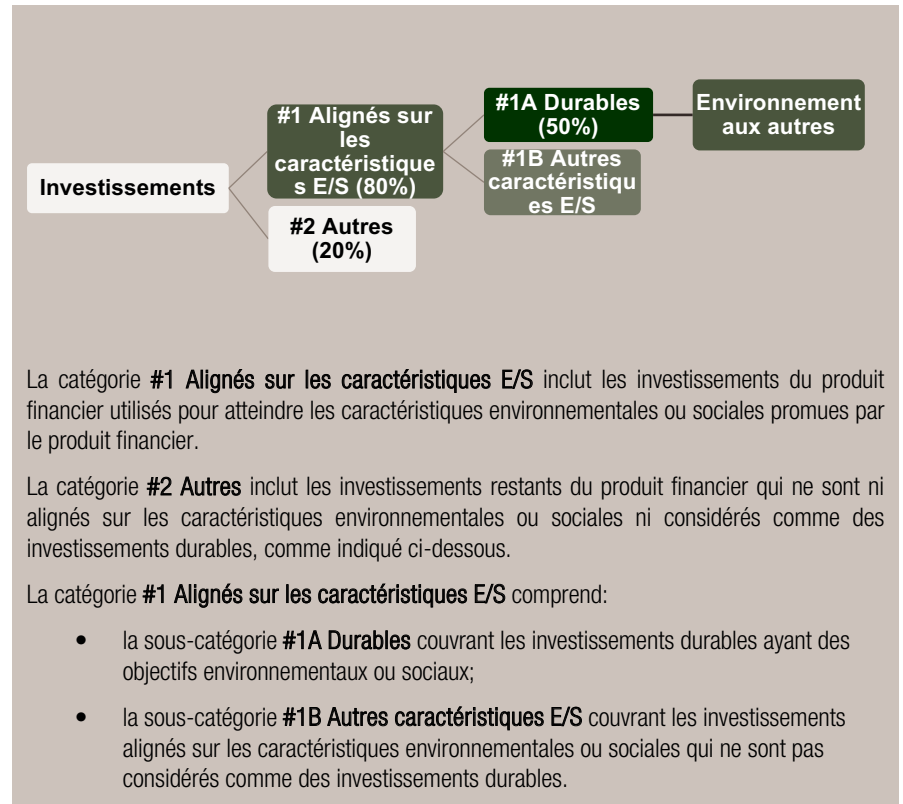 Investissements
#1 Alignés sur
les
caractéristique
s E/S (80%)
#2 Autres
(20%)
#1A Durables
(50%)
#1B Autres
caractéristiqu
es E/S
Environnement
aux autres
La catégorie #1 Alignés sur les caractéristiques E/S inclut les investissements du produit
financier utilisés pour atteindre les caractéristiques environnementales ou sociales promues par
le produit financier.
La catégorie #2 Autres inclut les investissements restants du produit financier qui ne sont ni
alignés sur les caractéristiques environnementales ou sociales ni considérés comme des
investissements durables, comme indiqué ci-dessous.
La catégorie #1 Alignés sur les caractéristiques E/S comprend:
• la sous-catégorie #1A Durables couvrant les investissements durables ayant des
objectifs environnementaux ou sociaux;
• la sous-catégorie #1B Autres caractéristiques E/S couvrant les investissements
alignés sur les caractéristiques environnementales ou sociales qui ne sont pas
considérés comme des investissements durables.